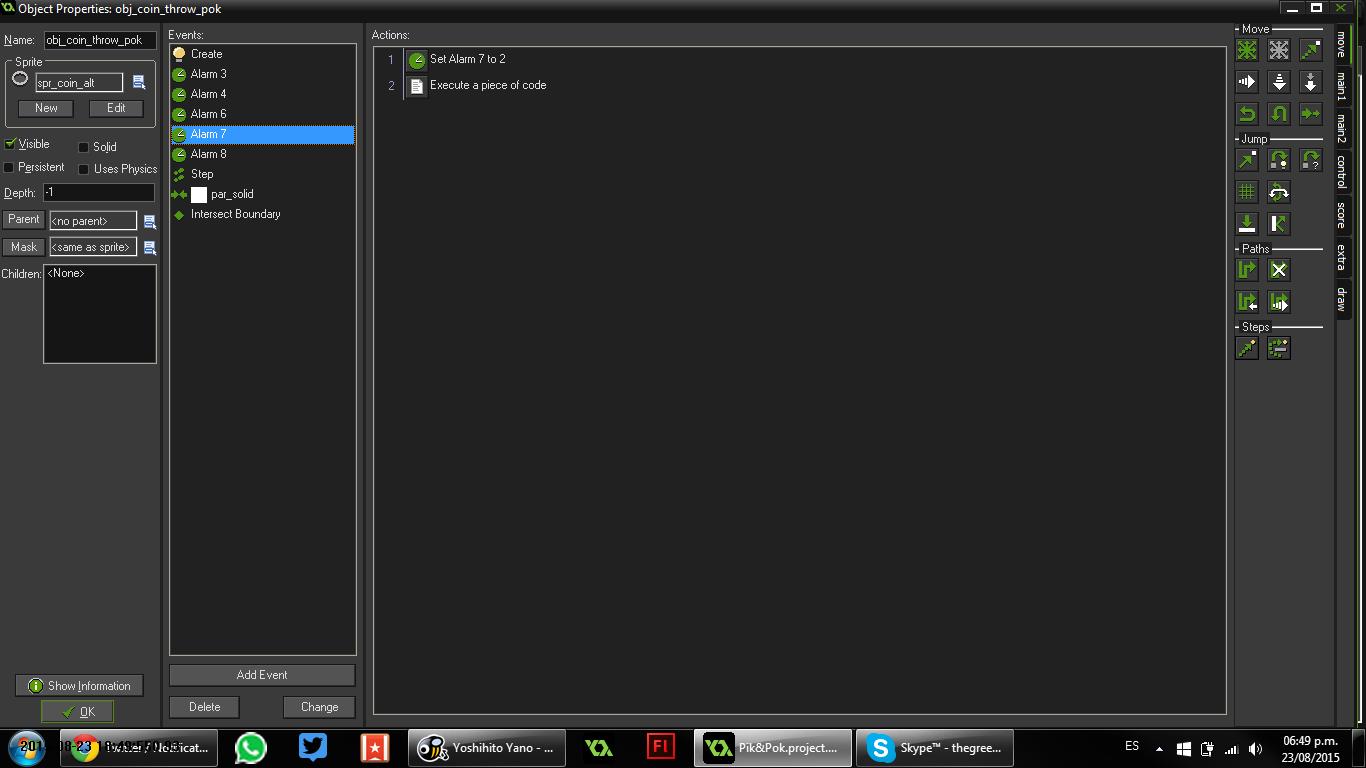 Object Properties: obj_coin_throw_pok
Name: obj_coin_throw_pok
Sprite
spr_coin_alt
New Edit
Visible Solid
Persistent Uses Physics
Depth: -1
Parent <no parent>
Mask <same as sprite>
Children: <None>
Show Information
OK
Events:
Create
Alarm 3
Alarm 4
Alarm 6
Alarm 7
Alarm 8
Step
par_solid
Intersect Boundary
Add Event
Delete Change
Actions:
1 Set Alarm 7 to 2
2 Execute a piece of code
Move
Jump
Paths
Steps
move
main1
main2
control
score
extra
draw
Yoshihito Yano - ...
Fl
Pik&Pok.project....
Skype™ - thegree...
ES
06:49 p.m.
23/08/2015